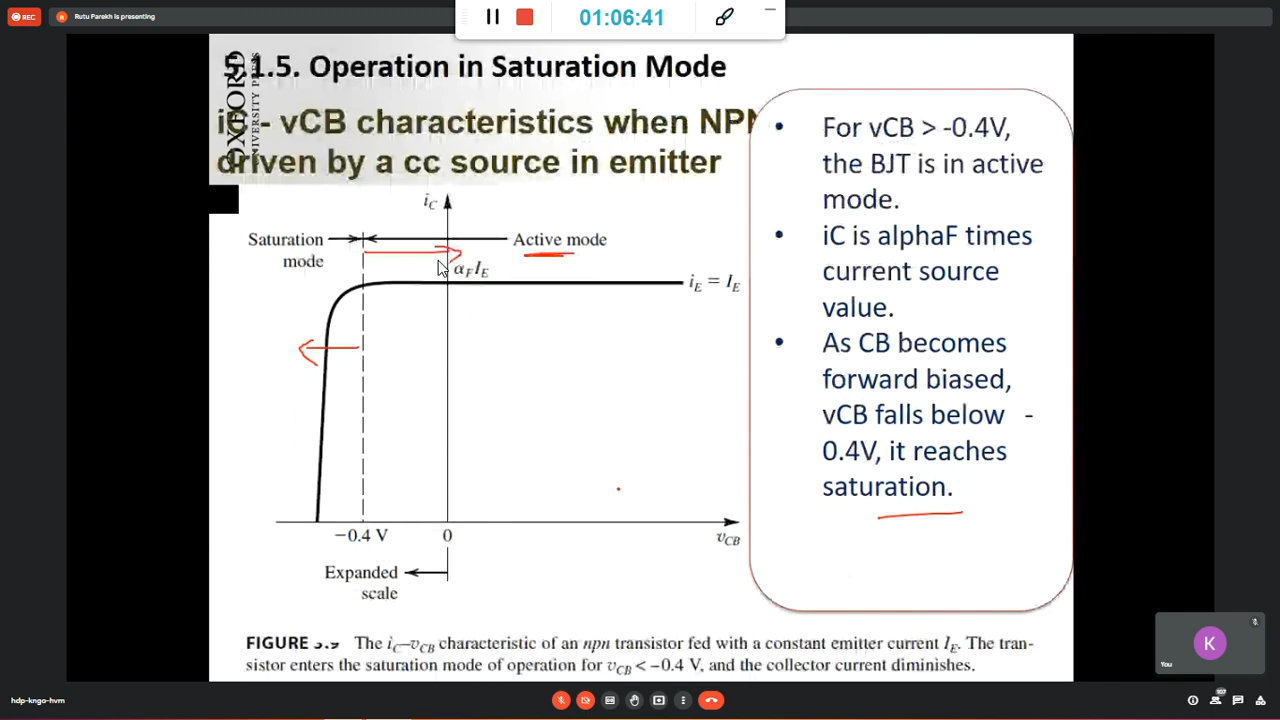 REC
R
Rutu Parekh is presenting
01:06:41
OXFORD
UNIVERSITY PRESS
5.1.5. Operation in Saturation Mode
iC - vCB characteristics when NPN
driven by a cc source in emitter
iC
Saturation
mode
Active mode
αF IE
iE = IE
−0.4 V
0
vCB
Expanded
scale
• For vCB > -0.4V,
the BJT is in active
mode.
• iC is alphaF times
current source
value.
• As CB becomes
forward biased,
vCB falls below -
0.4V, it reaches
saturation.
FIGURE 5.9 The iC–vCB characteristic of an npn transistor fed with a constant emitter current IE. The tran-
sistor enters the saturation mode of operation for vCB < −0.4 V, and the collector current diminishes.
K
You
hdp-kngo-hvm
107